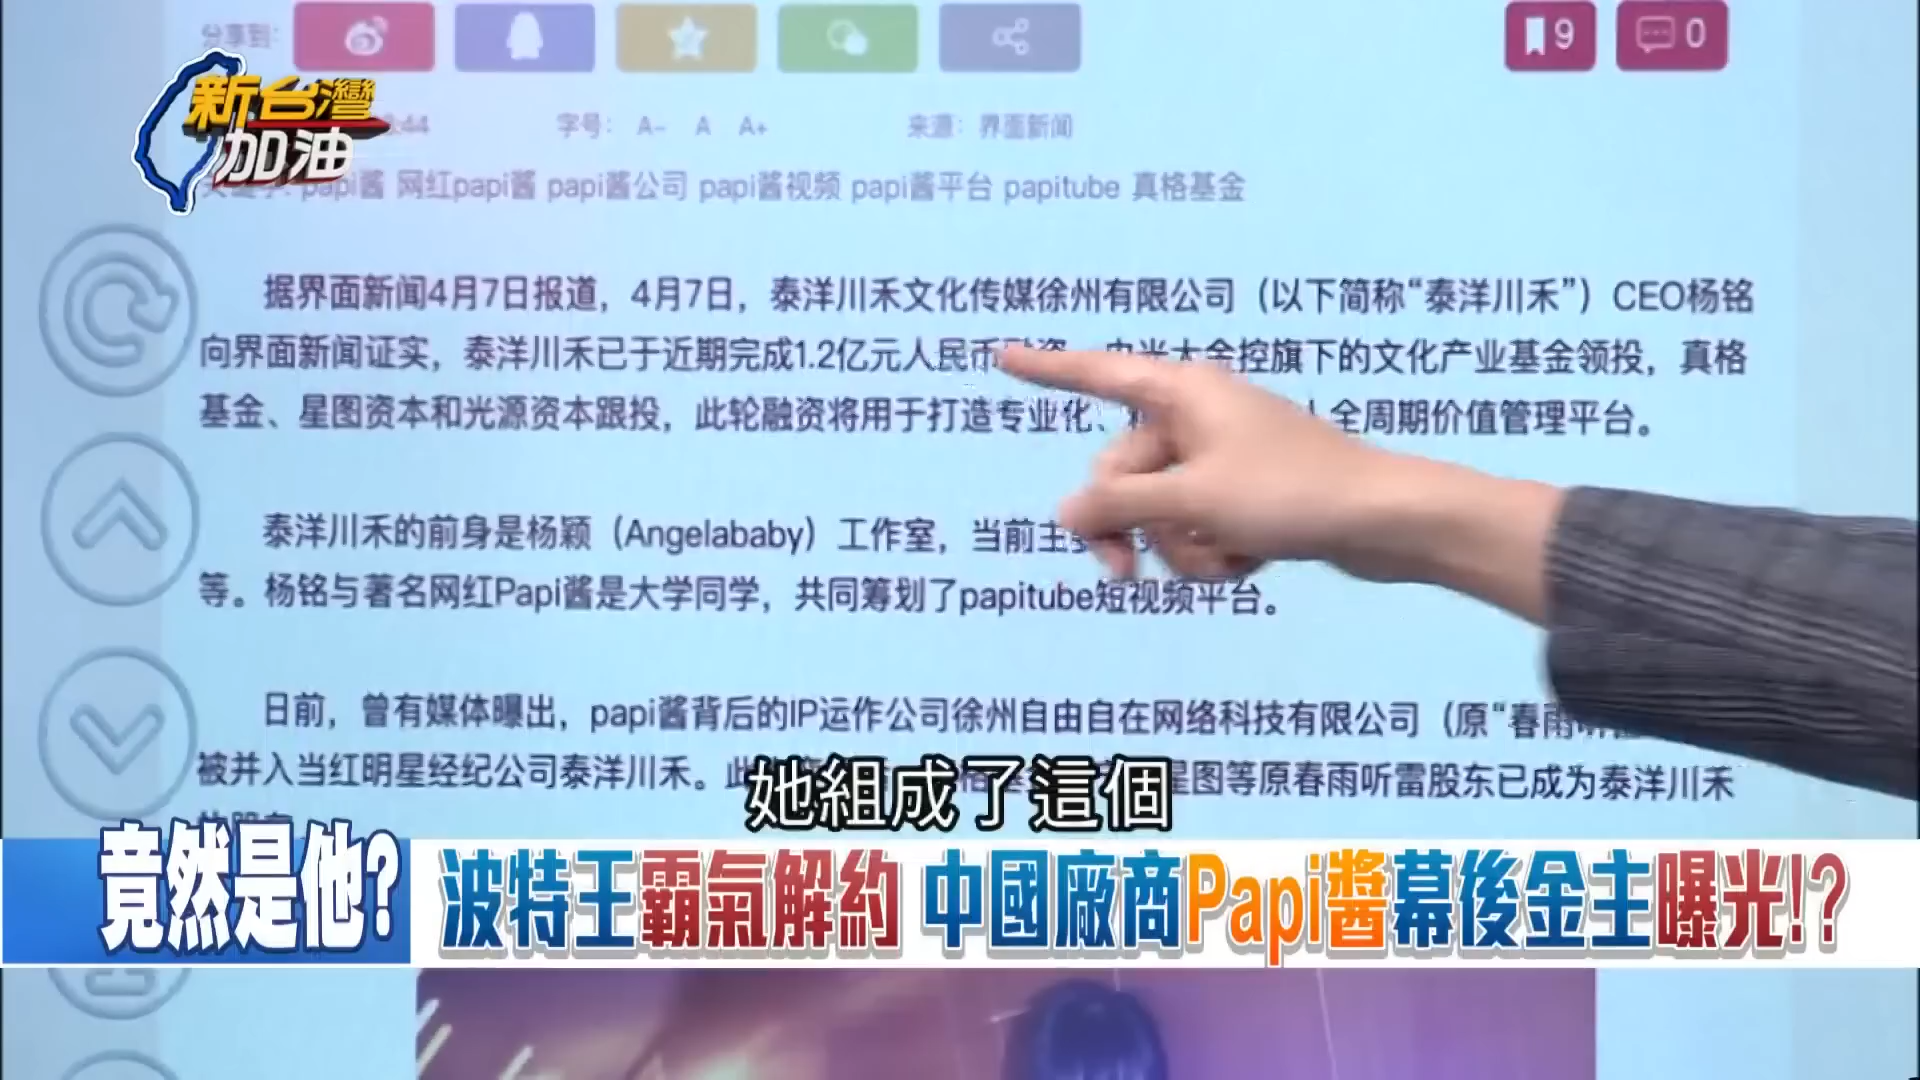 分享到:
9
0
新台灣
加油
:44
字号: A- A A+
来源: 界面新闻
papi酱 网红papi酱 papi酱公司 papi酱视频 papi酱平台 papitube 真格基金
据界面新闻4月7日报道，4月7日，泰洋川禾文化传媒徐州有限公司（以下简称“泰洋川禾”）CEO杨铭
向界面新闻证实，泰洋川禾已于近期完成1.2亿元人民币 光大金控旗下的文化产业基金领投，真格
基金、星图资本和光源资本跟投，此轮融资将用于打造专业化、 全周期价值管理平台。
泰洋川禾的前身是杨颖（Angelababy）工作室，当前主
等。杨铭与著名网红Papi酱是大学同学，共同筹划了papitube短视频平台。
日前，曾有媒体曝出，papi酱背后的IP运作公司徐州自由自在网络科技有限公司（原“春雨
被并入当红明星经纪公司泰洋川禾。此 星图等原春雨听雷股东已成为泰洋川禾
她組成了這個
竟然是他?
波特王霸氣解約 中國廠商Papi醬幕後金主曝光!?